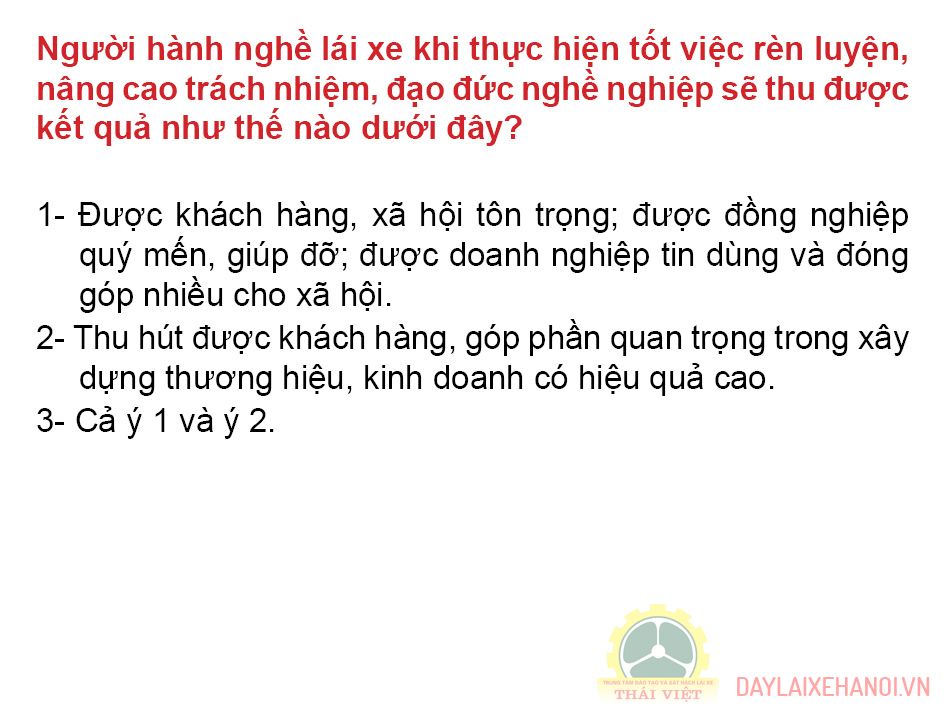 Người hành nghề lái xe khi thực hiện tốt việc rèn luyện,
nâng cao trách nhiệm, đạo đức nghề nghiệp sẽ thu được
kết quả như thế nào dưới đây?
1- Được khách hàng, xã hội tôn trọng; được đồng nghiệp
quý mến, giúp đỡ; được doanh nghiệp tin dùng và đóng
góp nhiều cho xã hội.
2- Thu hút được khách hàng, góp phần quan trọng trong xây
dựng thương hiệu, kinh doanh có hiệu quả cao.
3- Cả ý 1 và ý 2.
TRUNG TÂM ĐÀO TẠO VÀ SÁT HẠCH LÁI XE
THÁI VIỆT
DAYLAIXEHANOI.VN